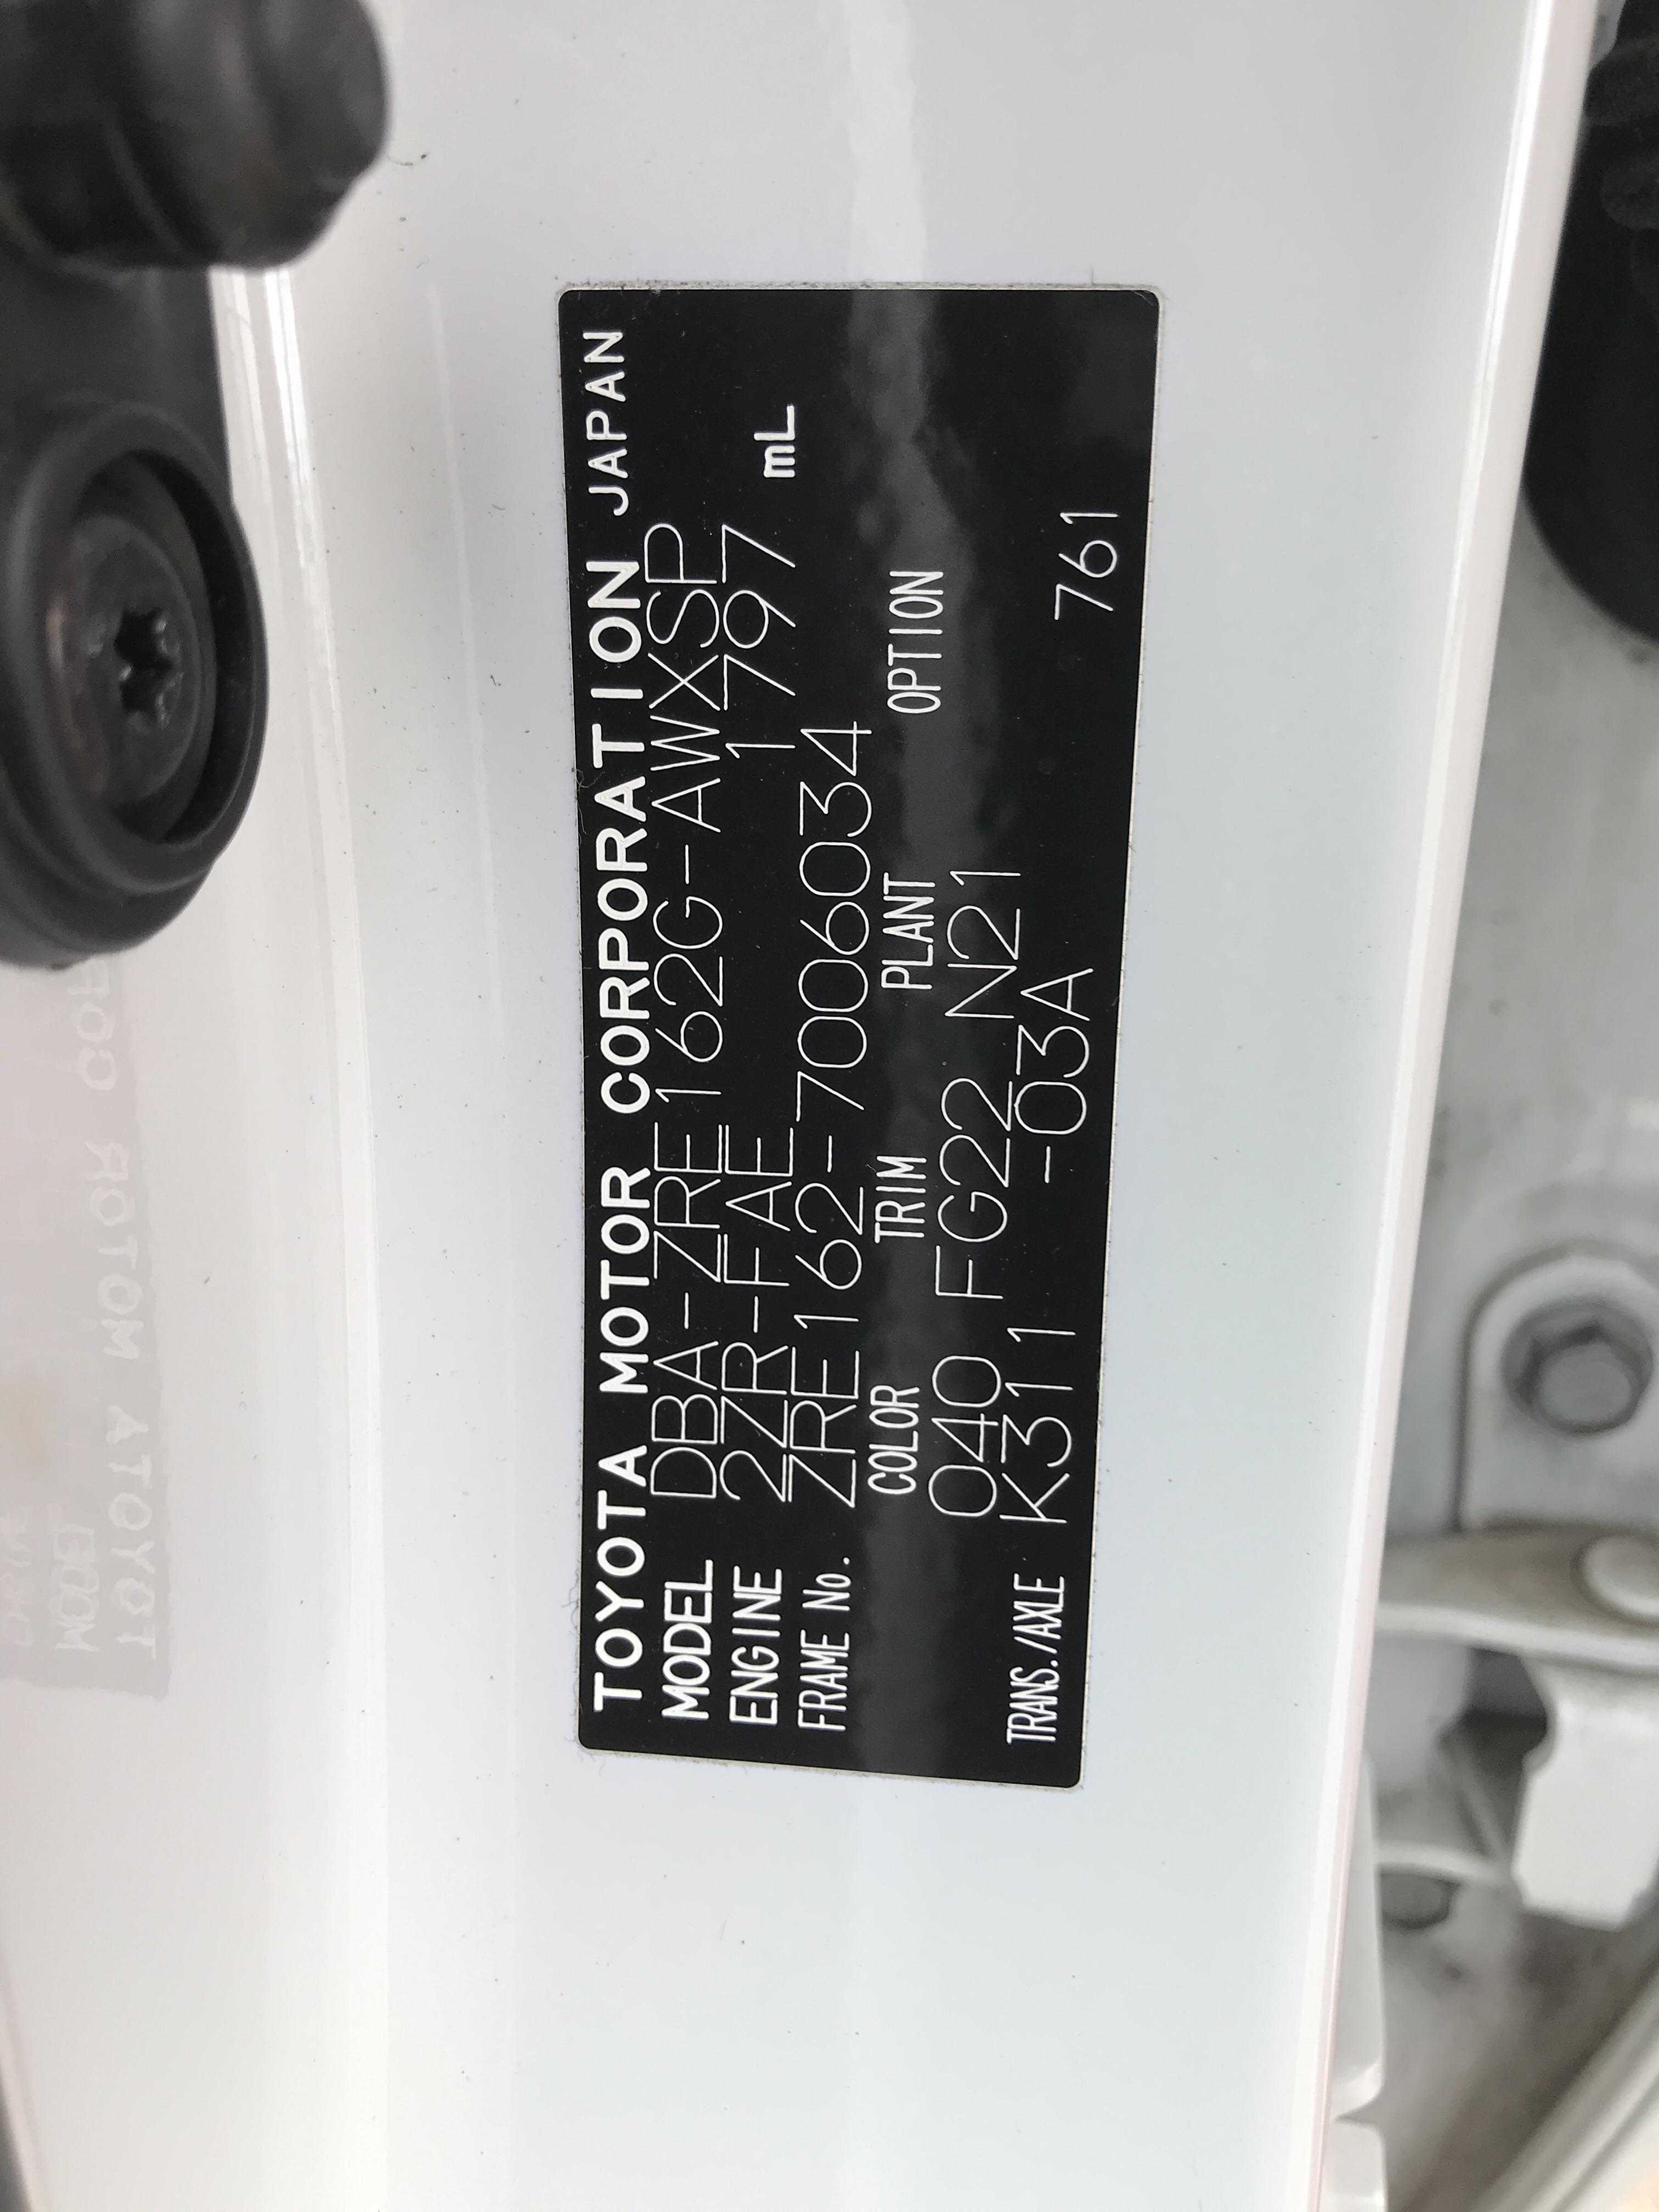 TOYOTA MOTOR CORPORATION JAPAN
MODEL DBA-ZRE162G-AWXSP
ENGINE 2ZR-FAE 1797 mL
FRAME No. ZRE162-7006034
COLOR TRIM PLANT OPTION
040 FG22 N21
TRANS./AXLE K311 -03A 761